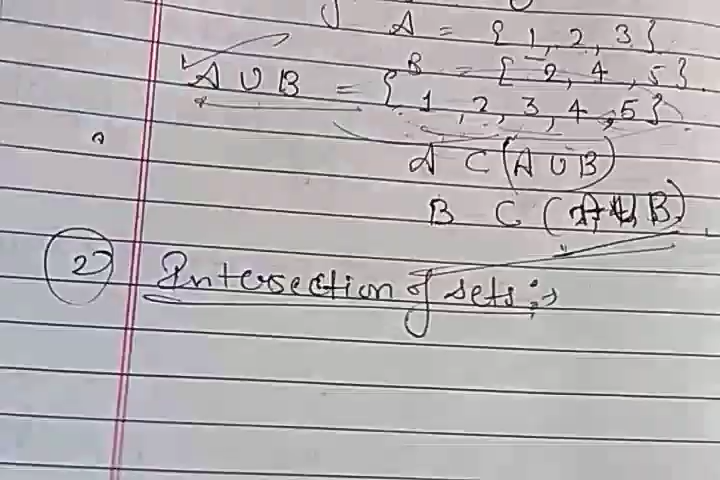 A = {1, 2, 3}
B = {2, 4, 5}.
A ∪ B = {1, 2, 3, 4, 5}
A ⊂ (A ∪ B)
B ⊂ (A ∪ B)
2) Intersection of sets :→